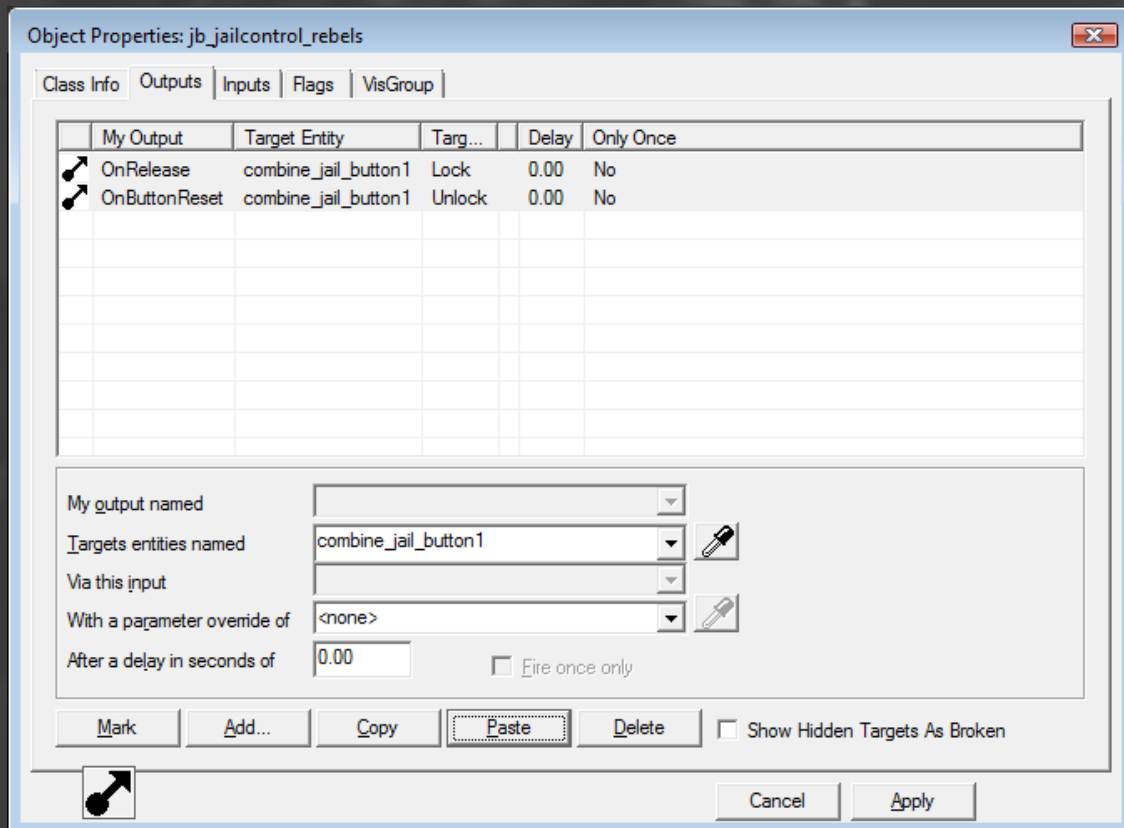 Object Properties: jb_jailcontrol_rebels
Class Info Outputs Inputs Flags VisGroup
My Output Target Entity Targ... Delay Only Once
OnRelease combine_jail_button1 Lock 0.00 No
OnButtonReset combine_jail_button1 Unlock 0.00 No
My output named
Targets entities named combine_jail_button1
Via this input
With a parameter override of <none>
After a delay in seconds of 0.00 Fire once only
Mark Add... Copy Paste Delete Show Hidden Targets As Broken
Cancel Apply